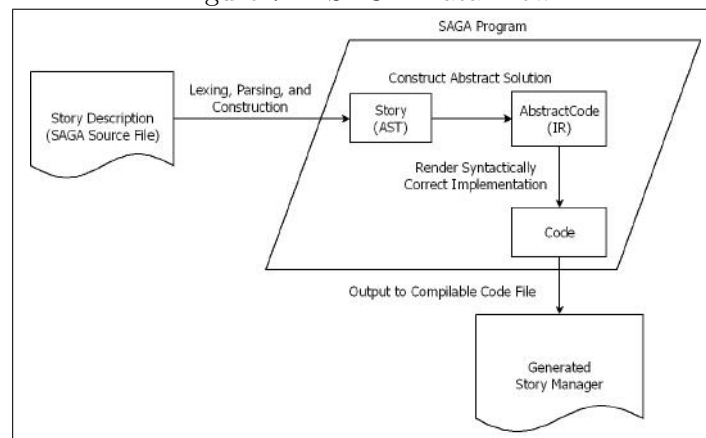 SAGA Program
Lexing, Parsing, and
Construction
Construct Abstract Solution
Story Description
(SAGA Source File)
Story
(AST)
AbstractCode
(IR)
Render Syntactically
Correct Implementation
Code
Output to Compilable Code File
Generated
Story Manager